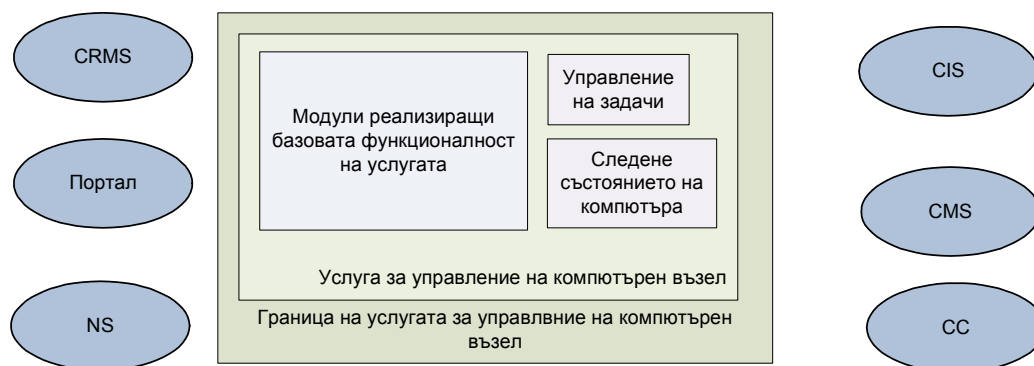 CRMS
Портал
NS
Модули реализиращи
базовата функционалност
на услугата
Управление
на задачи
Следене
състоянието на
компютъра
Услуга за управление на компютърен възел
Граница на услугата за управлвние на компютърен
възел
CIS
CMS
CC